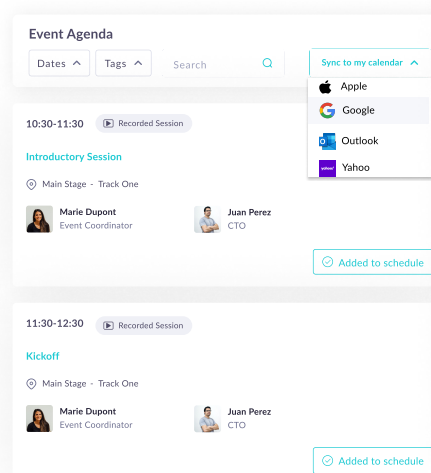 Event Agenda
Dates
Tags
Search
Sync to my calendar
Apple
Google
Outlook
yahoo!
Yahoo
10:30-11:30
Recorded Session
Introductory Session
Main Stage - Track One
Marie Dupont
Event Coordinator
Juan Perez
CTO
Added to schedule
11:30-12:30
Recorded Session
Kickoff
Main Stage - Track One
Marie Dupont
Event Coordinator
Juan Perez
CTO
Added to schedule